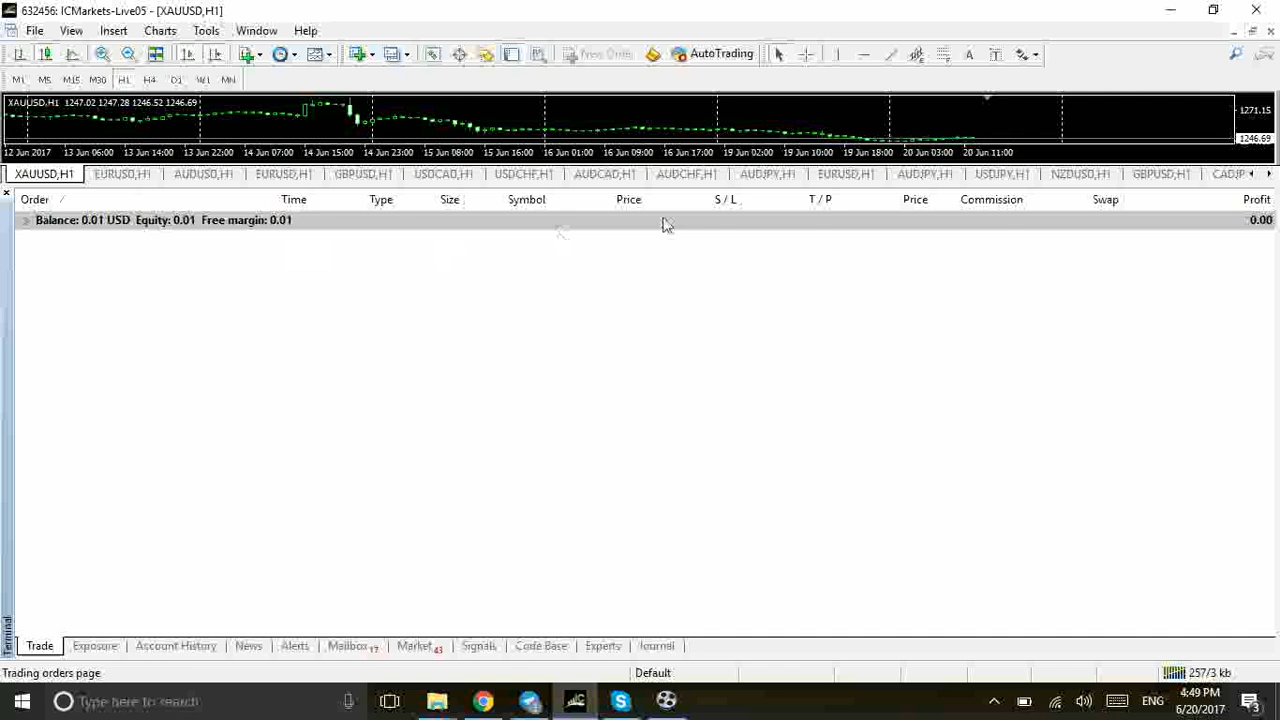 632456: ICMarkets-Live05 - [XAUUSD,H1]
File View Insert Charts Tools Window Help
New Order AutoTrading
M1 M5 M15 M30 H1 H4 D1 W1 MN
XAUUSD,H1 1247.02 1247.28 1246.52 1246.69
1271.15
1246.69
12 Jun 2017 13 Jun 06:00 13 Jun 14:00 13 Jun 22:00 14 Jun 07:00 14 Jun 15:00 14 Jun 23:00 15 Jun 08:00 15 Jun 16:00 16 Jun 01:00 16 Jun 09:00 16 Jun 17:00 19 Jun 02:00 19 Jun 10:00 19 Jun 18:00 20 Jun 03:00 20 Jun 11:00
XAUUSD,H1 EURUSD,H1 AUDUSD,H1 EURUSD,H1 GBPUSD,H1 USDCAD,H1 USDCHF,H1 AUDCAD,H1 AUDCHF,H1 AUDJPY,H1 EURUSD,H1 AUDJPY,H1 USDJPY,H1 NZDUSD,H1 GBPUSD,H1 CADJP
Order / Time Type Size Symbol Price S / L T / P Price Commission Swap Profit
Balance: 0.01 USD Equity: 0.01 Free margin: 0.01 0.00
Terminal
Trade Exposure Account History News Alerts Mailbox 17 Market 43 Signals Code Base Experts Journal
Trading orders page Default 257/3 kb
Type here to search ENG 4:49 PM
6/20/2017 3